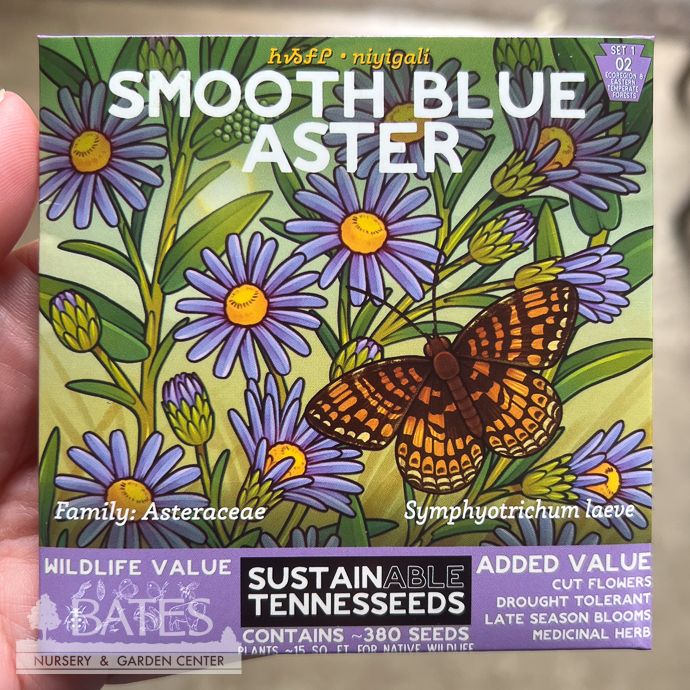 ᏂᏱᎦᎵ • niyigali
SMOOTH BLUE
ASTER
SET 1
02
ECOREGION 8
EASTERN
TEMPERATE
FORESTS
Family: Asteraceae
Symphyotrichum laeve
WILDLIFE VALUE
SUSTAINABLE
TENNESSEEDS
CONTAINS ~380 SEEDS
PLANTS ~15 SQ. FT. FOR NATIVE WILDLIFE
ADDED VALUE
CUT FLOWERS
DROUGHT TOLERANT
LATE SEASON BLOOMS
MEDICINAL HERB
BATES
NURSERY & GARDEN CENTER